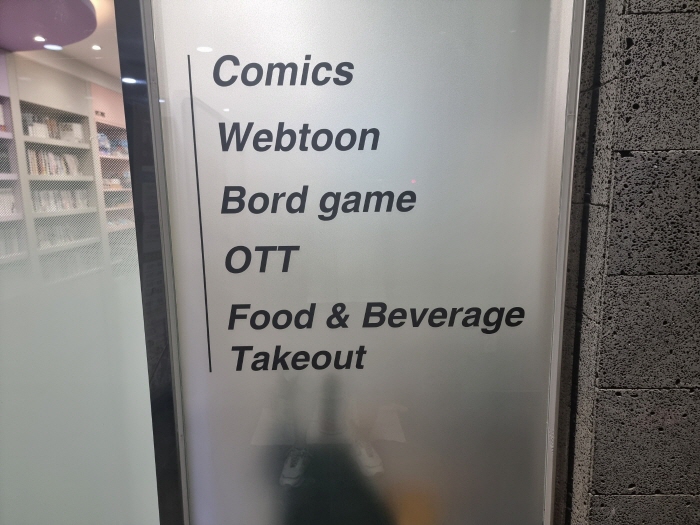 Comics
Webtoon
Bord game
OTT
Food & Beverage
Takeout